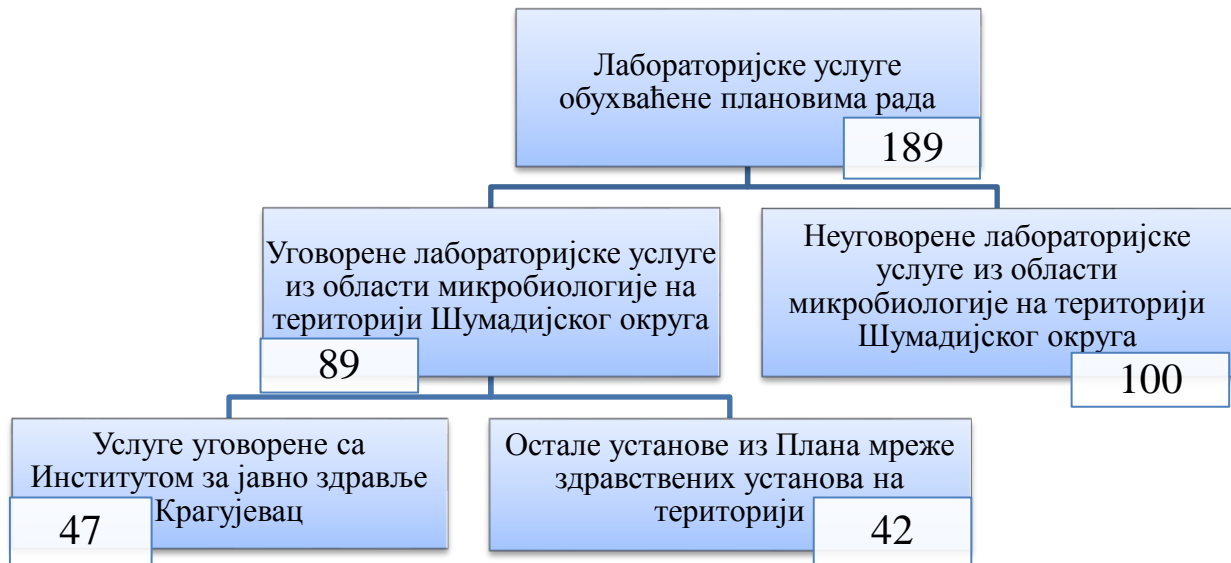 Лабораторијске услуге
обухваћене плановима рада
189
Уговорене лабораторијске услуге
из области микробиологије на
територији Шумадијског округа
89
Неуговорене лабораторијске
услуге из области
микробиологије на територији
Шумадијског округа
100
Услуге уговорене са
Институтом за јавно здравље
Крагујевац
47
Остале установе из Плана мреже
здравствених установа на
територији
42